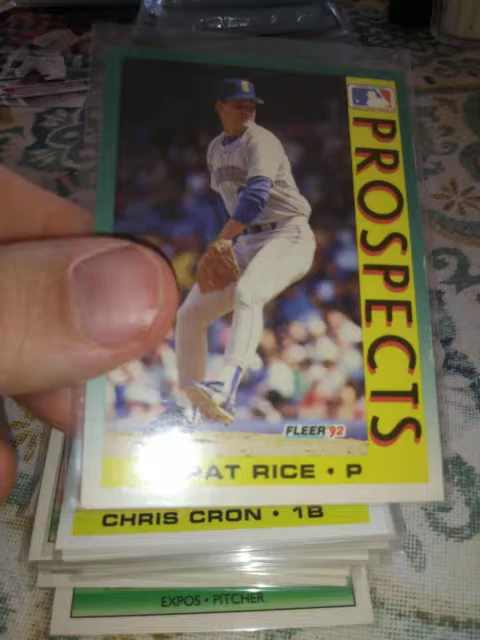 PROSPECTS
FLEER '92
PAT RICE • P
CHRIS CRON • 1B
EXPOS • PITCHER